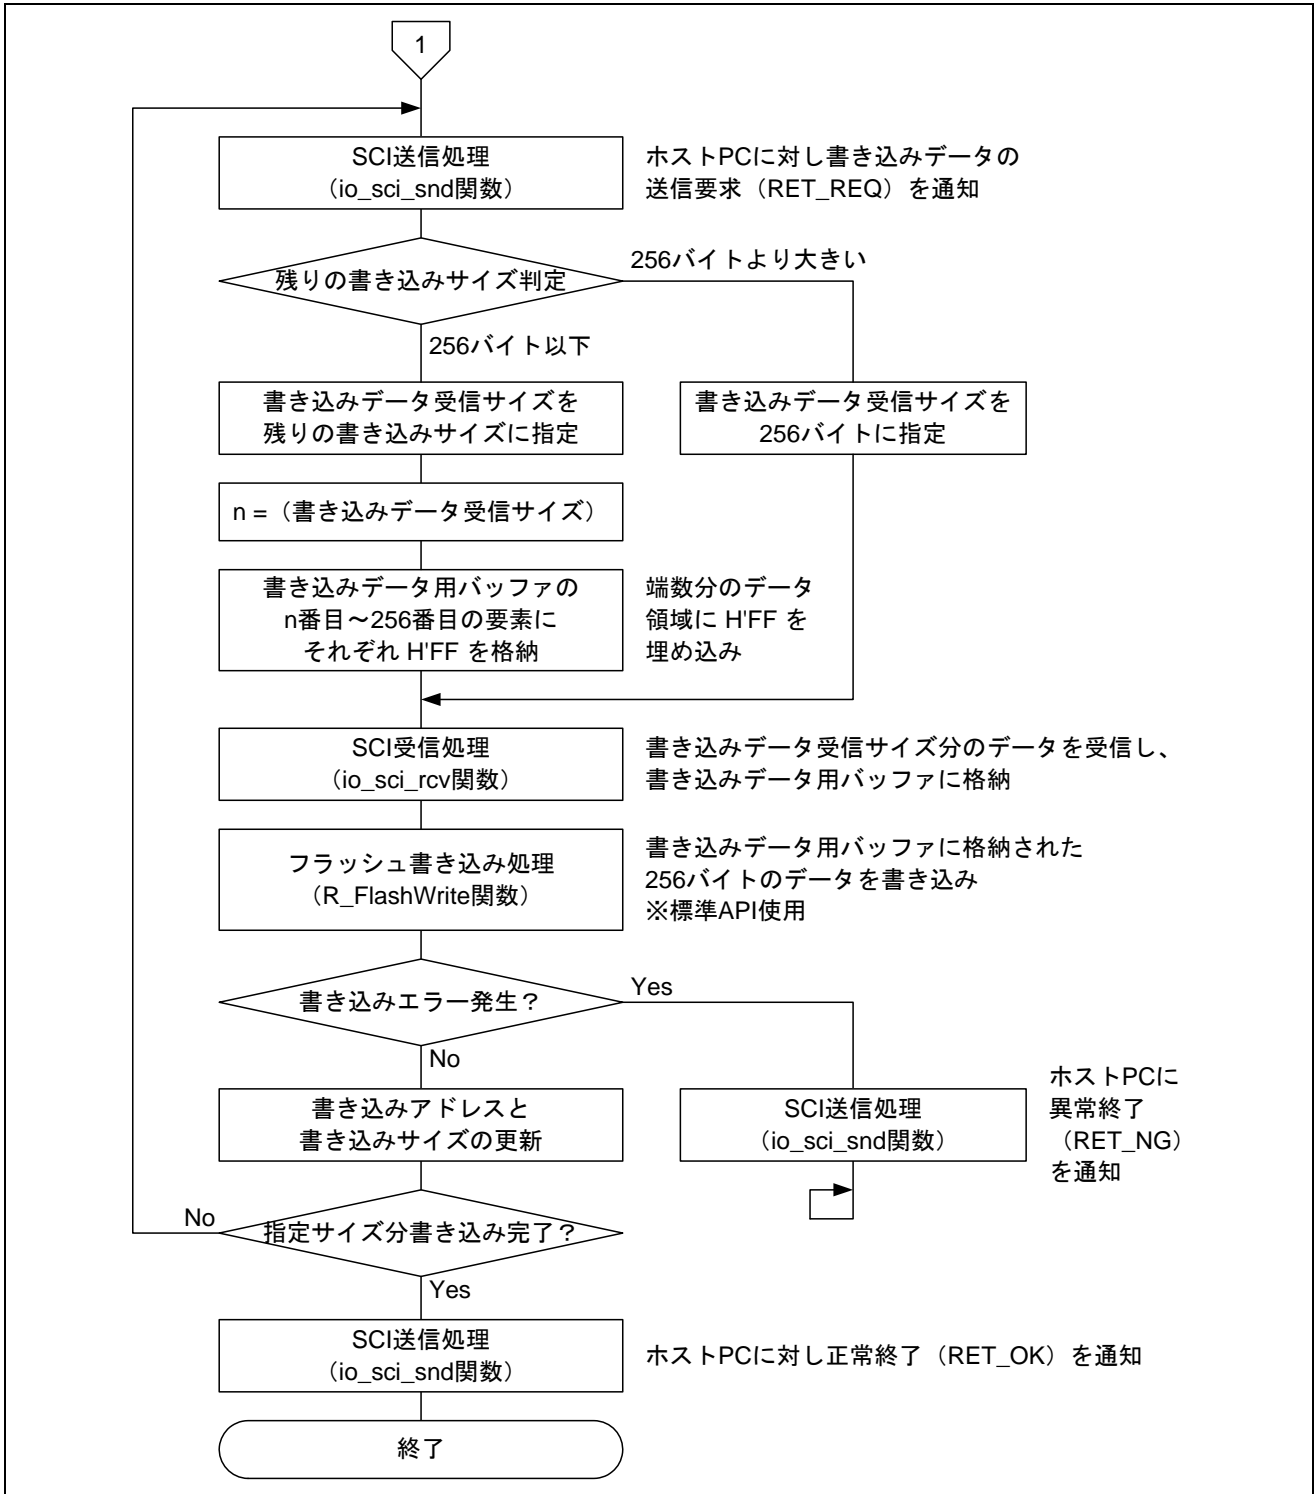 1
SCI送信処理
（io_sci_snd関数）
ホストPCに対し書き込みデータの
送信要求（RET_REQ）を通知
残りの書き込みサイズ判定
256バイトより大きい
256バイト以下
書き込みデータ受信サイズを
残りの書き込みサイズに指定
書き込みデータ受信サイズを
256バイトに指定
n =（書き込みデータ受信サイズ）
書き込みデータ用バッファの
n番目～256番目の要素に
それぞれ H'FF を格納
端数分のデータ
領域に H'FF を
埋め込み
SCI受信処理
（io_sci_rcv関数）
書き込みデータ受信サイズ分のデータを受信し、
書き込みデータ用バッファに格納
フラッシュ書き込み処理
（R_FlashWrite関数）
書き込みデータ用バッファに格納された
256バイトのデータを書き込み
※標準API使用
書き込みエラー発生？
Yes
No
書き込みアドレスと
書き込みサイズの更新
SCI送信処理
（io_sci_snd関数）
ホストPCに
異常終了
（RET_NG）
を通知
指定サイズ分書き込み完了？
No
Yes
SCI送信処理
（io_sci_snd関数）
ホストPCに対し正常終了（RET_OK）を通知
終了